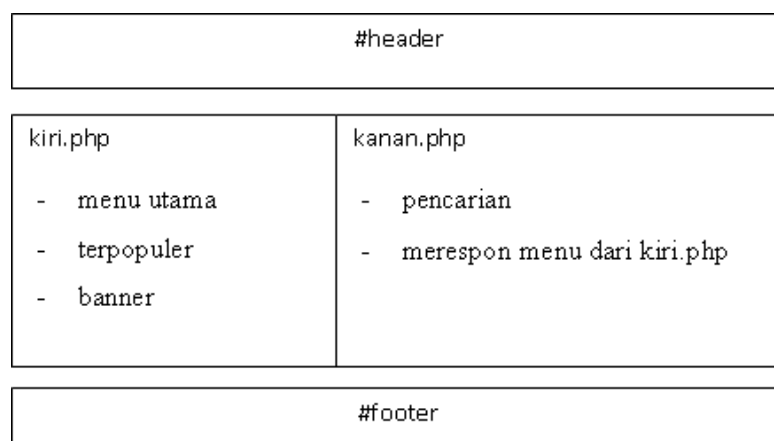 #header
kiri.php
- menu utama
- terpopuler
- banner
kanan.php
- pencarian
- merespon menu dari kiri.php
#footer